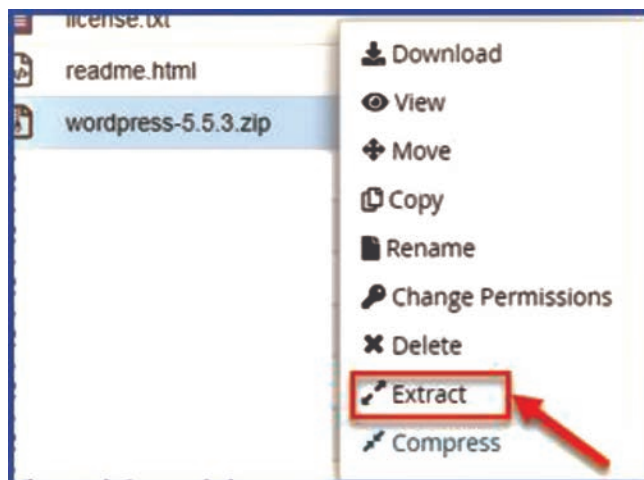 license.txt
readme.html
wordpress-5.5.3.zip
Download
View
Move
Copy
Rename
Change Permissions
Delete
Extract
Compress